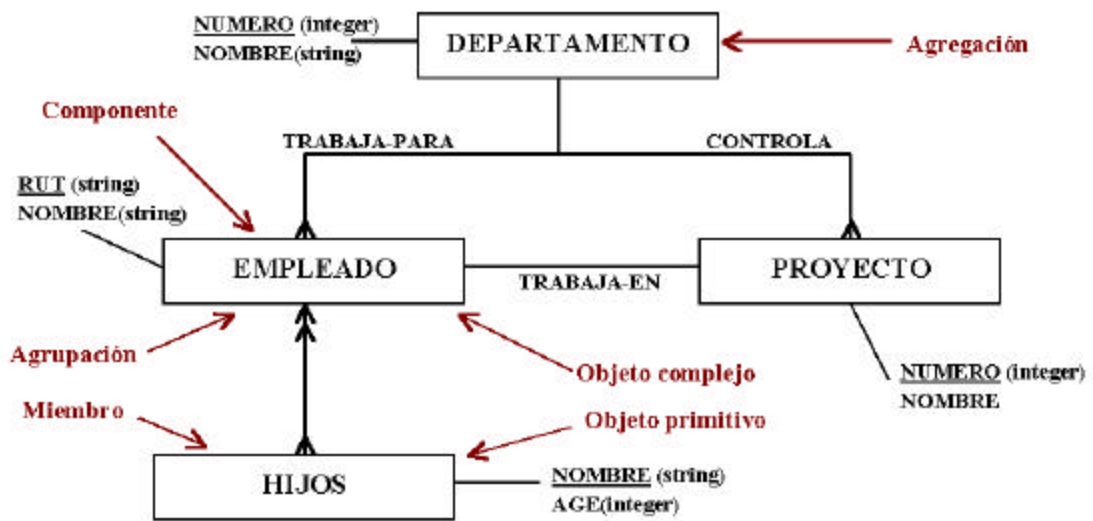 NUMERO (integer)
NOMBRE(string)
DEPARTAMENTO
Agregación
Componente
TRABAJA-PARA
CONTROLA
RUT (string)
NOMBRE(string)
EMPLEADO
TRABAJA-EN
PROYECTO
Agrupación
Objeto complejo
NUMERO (integer)
NOMBRE
Miembro
Objeto primitivo
HIJOS
NOMBRE (string)
AGE(integer)